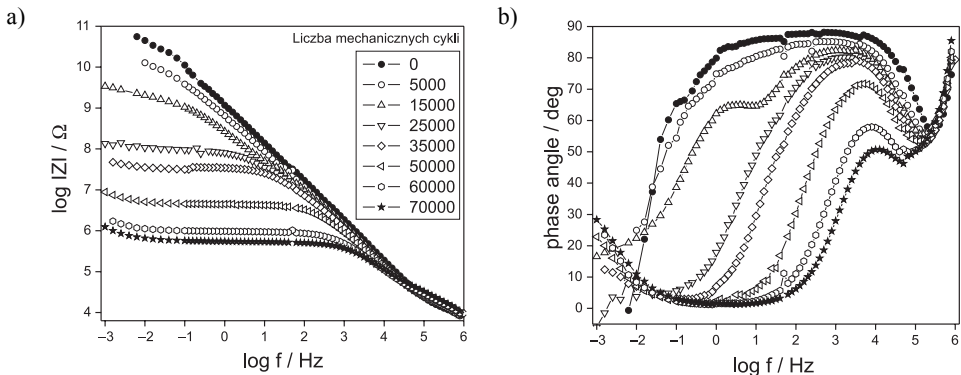 a)
log |Z| / Ω
11
10
9
8
7
6
5
4
Liczba mechanicznych cykli
0
5000
15000
25000
35000
50000
60000
70000
–3 –2 –1 0 1 2 3 4 5 6
log f / Hz
b)
phase angle / deg
90
80
70
60
50
40
30
20
10
0
–3 –2 –1 0 1 2 3 4 5 6
log f / Hz